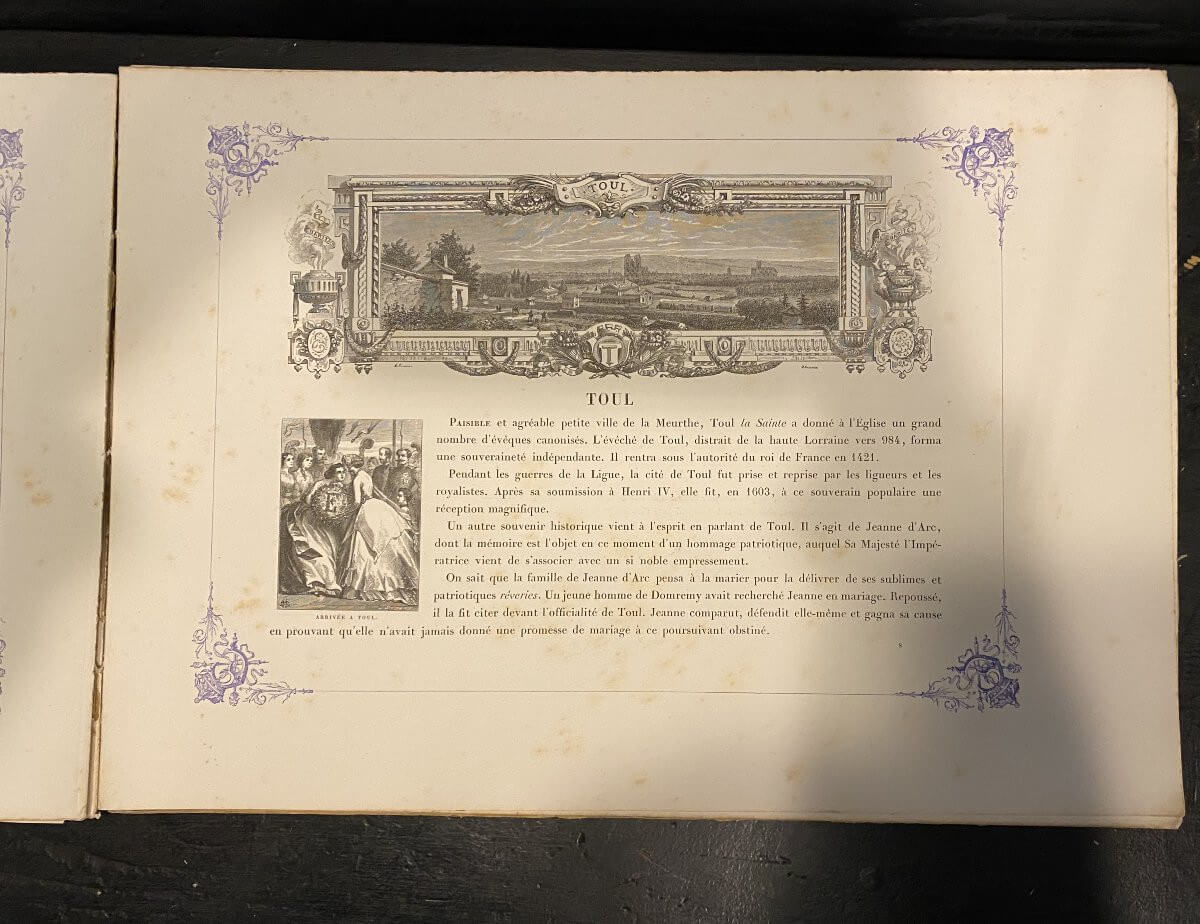 TOUL
TOUL
PAISIBLE et agréable petite ville de la Meurthe, Toul la Sainte a donné à l'Église un grand
nombre d'évêques canonisés. L'évêché de Toul, distrait de la haute Lorraine vers 984, forma
une souveraineté indépendante. Il rentra sous l'autorité du roi de France en 1421.
Pendant les guerres de la Ligue, la cité de Toul fut prise et reprise par les ligueurs et les
royalistes. Après sa soumission à Henri IV, elle fit, en 1603, à ce souverain populaire une
réception magnifique.
Un autre souvenir historique vient à l'esprit en parlant de Toul. Il s'agit de Jeanne d'Arc,
dont la mémoire est l'objet en ce moment d'un hommage patriotique, auquel Sa Majesté l'Impé-
ratrice vient de s'associer avec un si noble empressement.
On sait que la famille de Jeanne d'Arc pensa à la marier pour la délivrer de ses sublimes et
patriotiques rêveries. Un jeune homme de Domremy avait recherché Jeanne en mariage. Repoussé,
il la fit citer devant l'officialité de Toul. Jeanne comparut, défendit elle-même et gagna sa cause
ARRIVÉE A TOUL.
en prouvant qu'elle n'avait jamais donné une promesse de mariage à ce poursuivant obstiné.
8
T